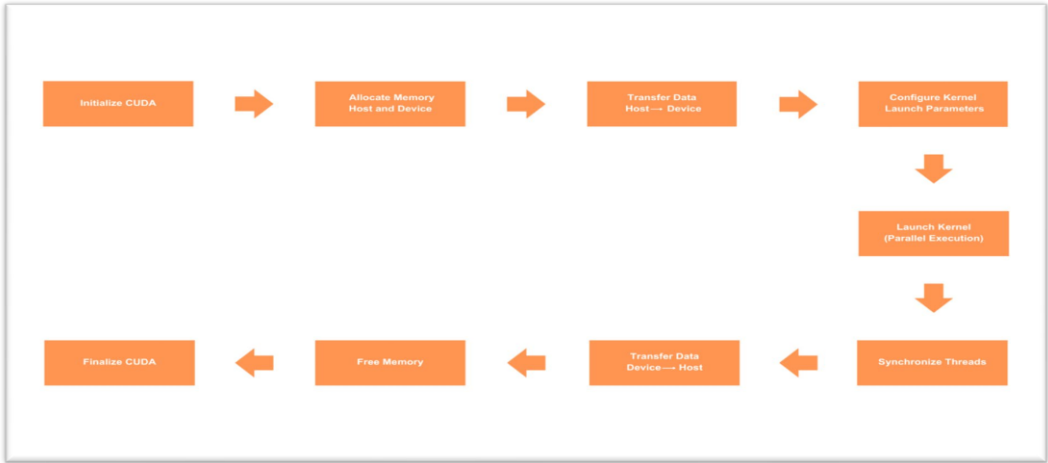 Initialize CUDA
Allocate Memory
Host and Device
Transfer Data
Host → Device
Configure Kernel
Launch Parameters
Launch Kernel
(Parallel Execution)
Synchronize Threads
Transfer Data
Device → Host
Free Memory
Finalize CUDA